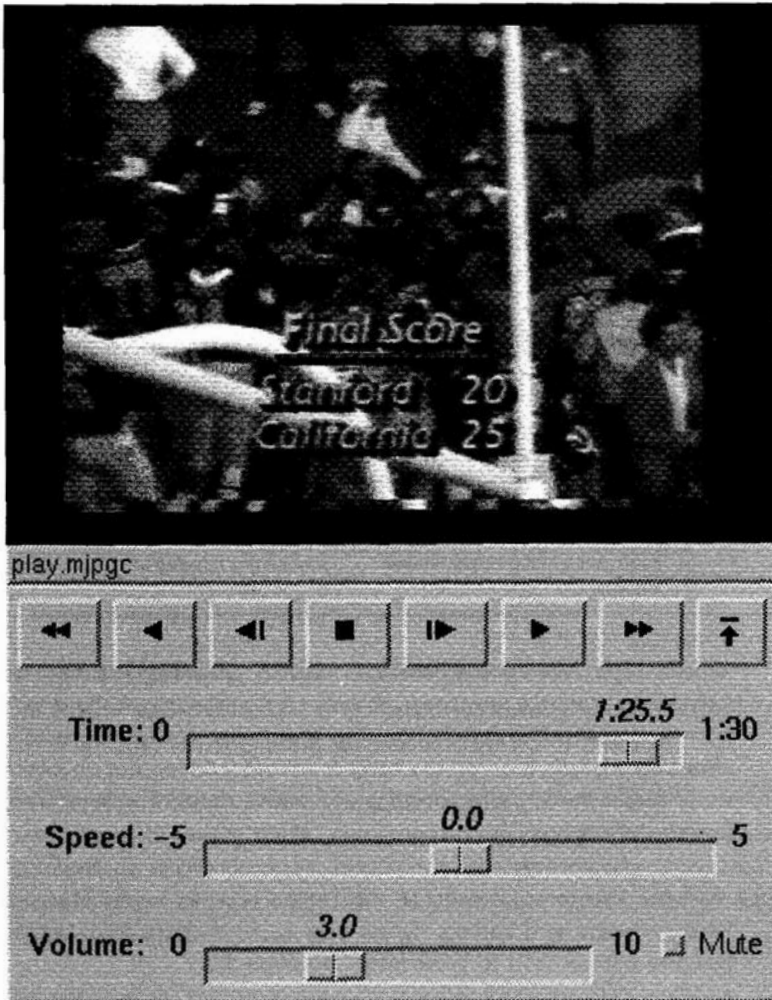 Final Score
Stanford 20
California 25
play.mjpgc
1:25.5
Time: 0 1:30
0.0
Speed: –5 5
3.0
Volume: 0 10 Mute